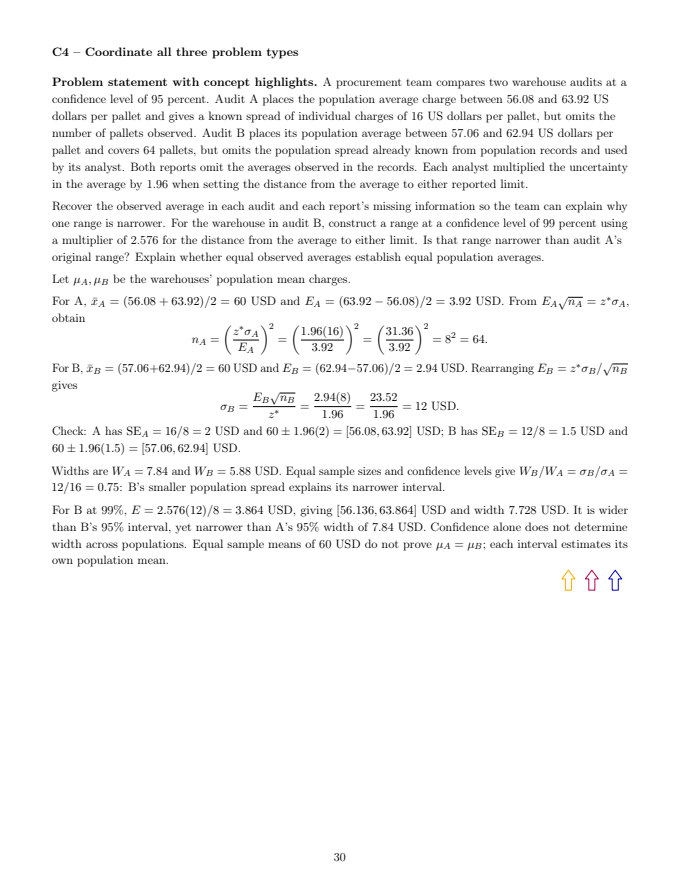 C4 – Coordinate all three problem types
Problem statement with concept highlights. A procurement team compares two warehouse audits at a
confidence level of 95 percent. Audit A places the population average charge between 56.08 and 63.92 US
dollars per pallet and gives a known spread of individual charges of 16 US dollars per pallet, but omits the
number of pallets observed. Audit B places its population average between 57.06 and 62.94 US dollars per
pallet and covers 64 pallets, but omits the population spread already known from population records and used
by its analyst. Both reports omit the averages observed in the records. Each analyst multiplied the uncertainty
in the average by 1.96 when setting the distance from the average to either reported limit.
Recover the observed average in each audit and each report's missing information so the team can explain why
one range is narrower. For the warehouse in audit B, construct a range at a confidence level of 99 percent using
a multiplier of 2.576 for the distance from the average to either limit. Is that range narrower than audit A's
original range? Explain whether equal observed averages establish equal population averages.
Let μ_A, μ_B be the warehouses' population mean charges.
For A, x̄_A = (56.08 + 63.92)/2 = 60 USD and E_A = (63.92 − 56.08)/2 = 3.92 USD. From E_A√n_A = z*σ_A,
obtain
n_A = (z*σ_A / E_A)² = (1.96(16) / 3.92)² = (31.36 / 3.92)² = 8² = 64.
For B, x̄_B = (57.06+62.94)/2 = 60 USD and E_B = (62.94−57.06)/2 = 2.94 USD. Rearranging E_B = z*σ_B/√n_B
gives
σ_B = E_B√n_B / z* = 2.94(8) / 1.96 = 23.52 / 1.96 = 12 USD.
Check: A has SE_A = 16/8 = 2 USD and 60 ± 1.96(2) = [56.08, 63.92] USD; B has SE_B = 12/8 = 1.5 USD and
60 ± 1.96(1.5) = [57.06, 62.94] USD.
Widths are W_A = 7.84 and W_B = 5.88 USD. Equal sample sizes and confidence levels give W_B/W_A = σ_B/σ_A =
12/16 = 0.75: B's smaller population spread explains its narrower interval.
For B at 99%, E = 2.576(12)/8 = 3.864 USD, giving [56.136, 63.864] USD and width 7.728 USD. It is wider
than B's 95% interval, yet narrower than A's 95% width of 7.84 USD. Confidence alone does not determine
width across populations. Equal sample means of 60 USD do not prove μ_A = μ_B; each interval estimates its
own population mean.
30